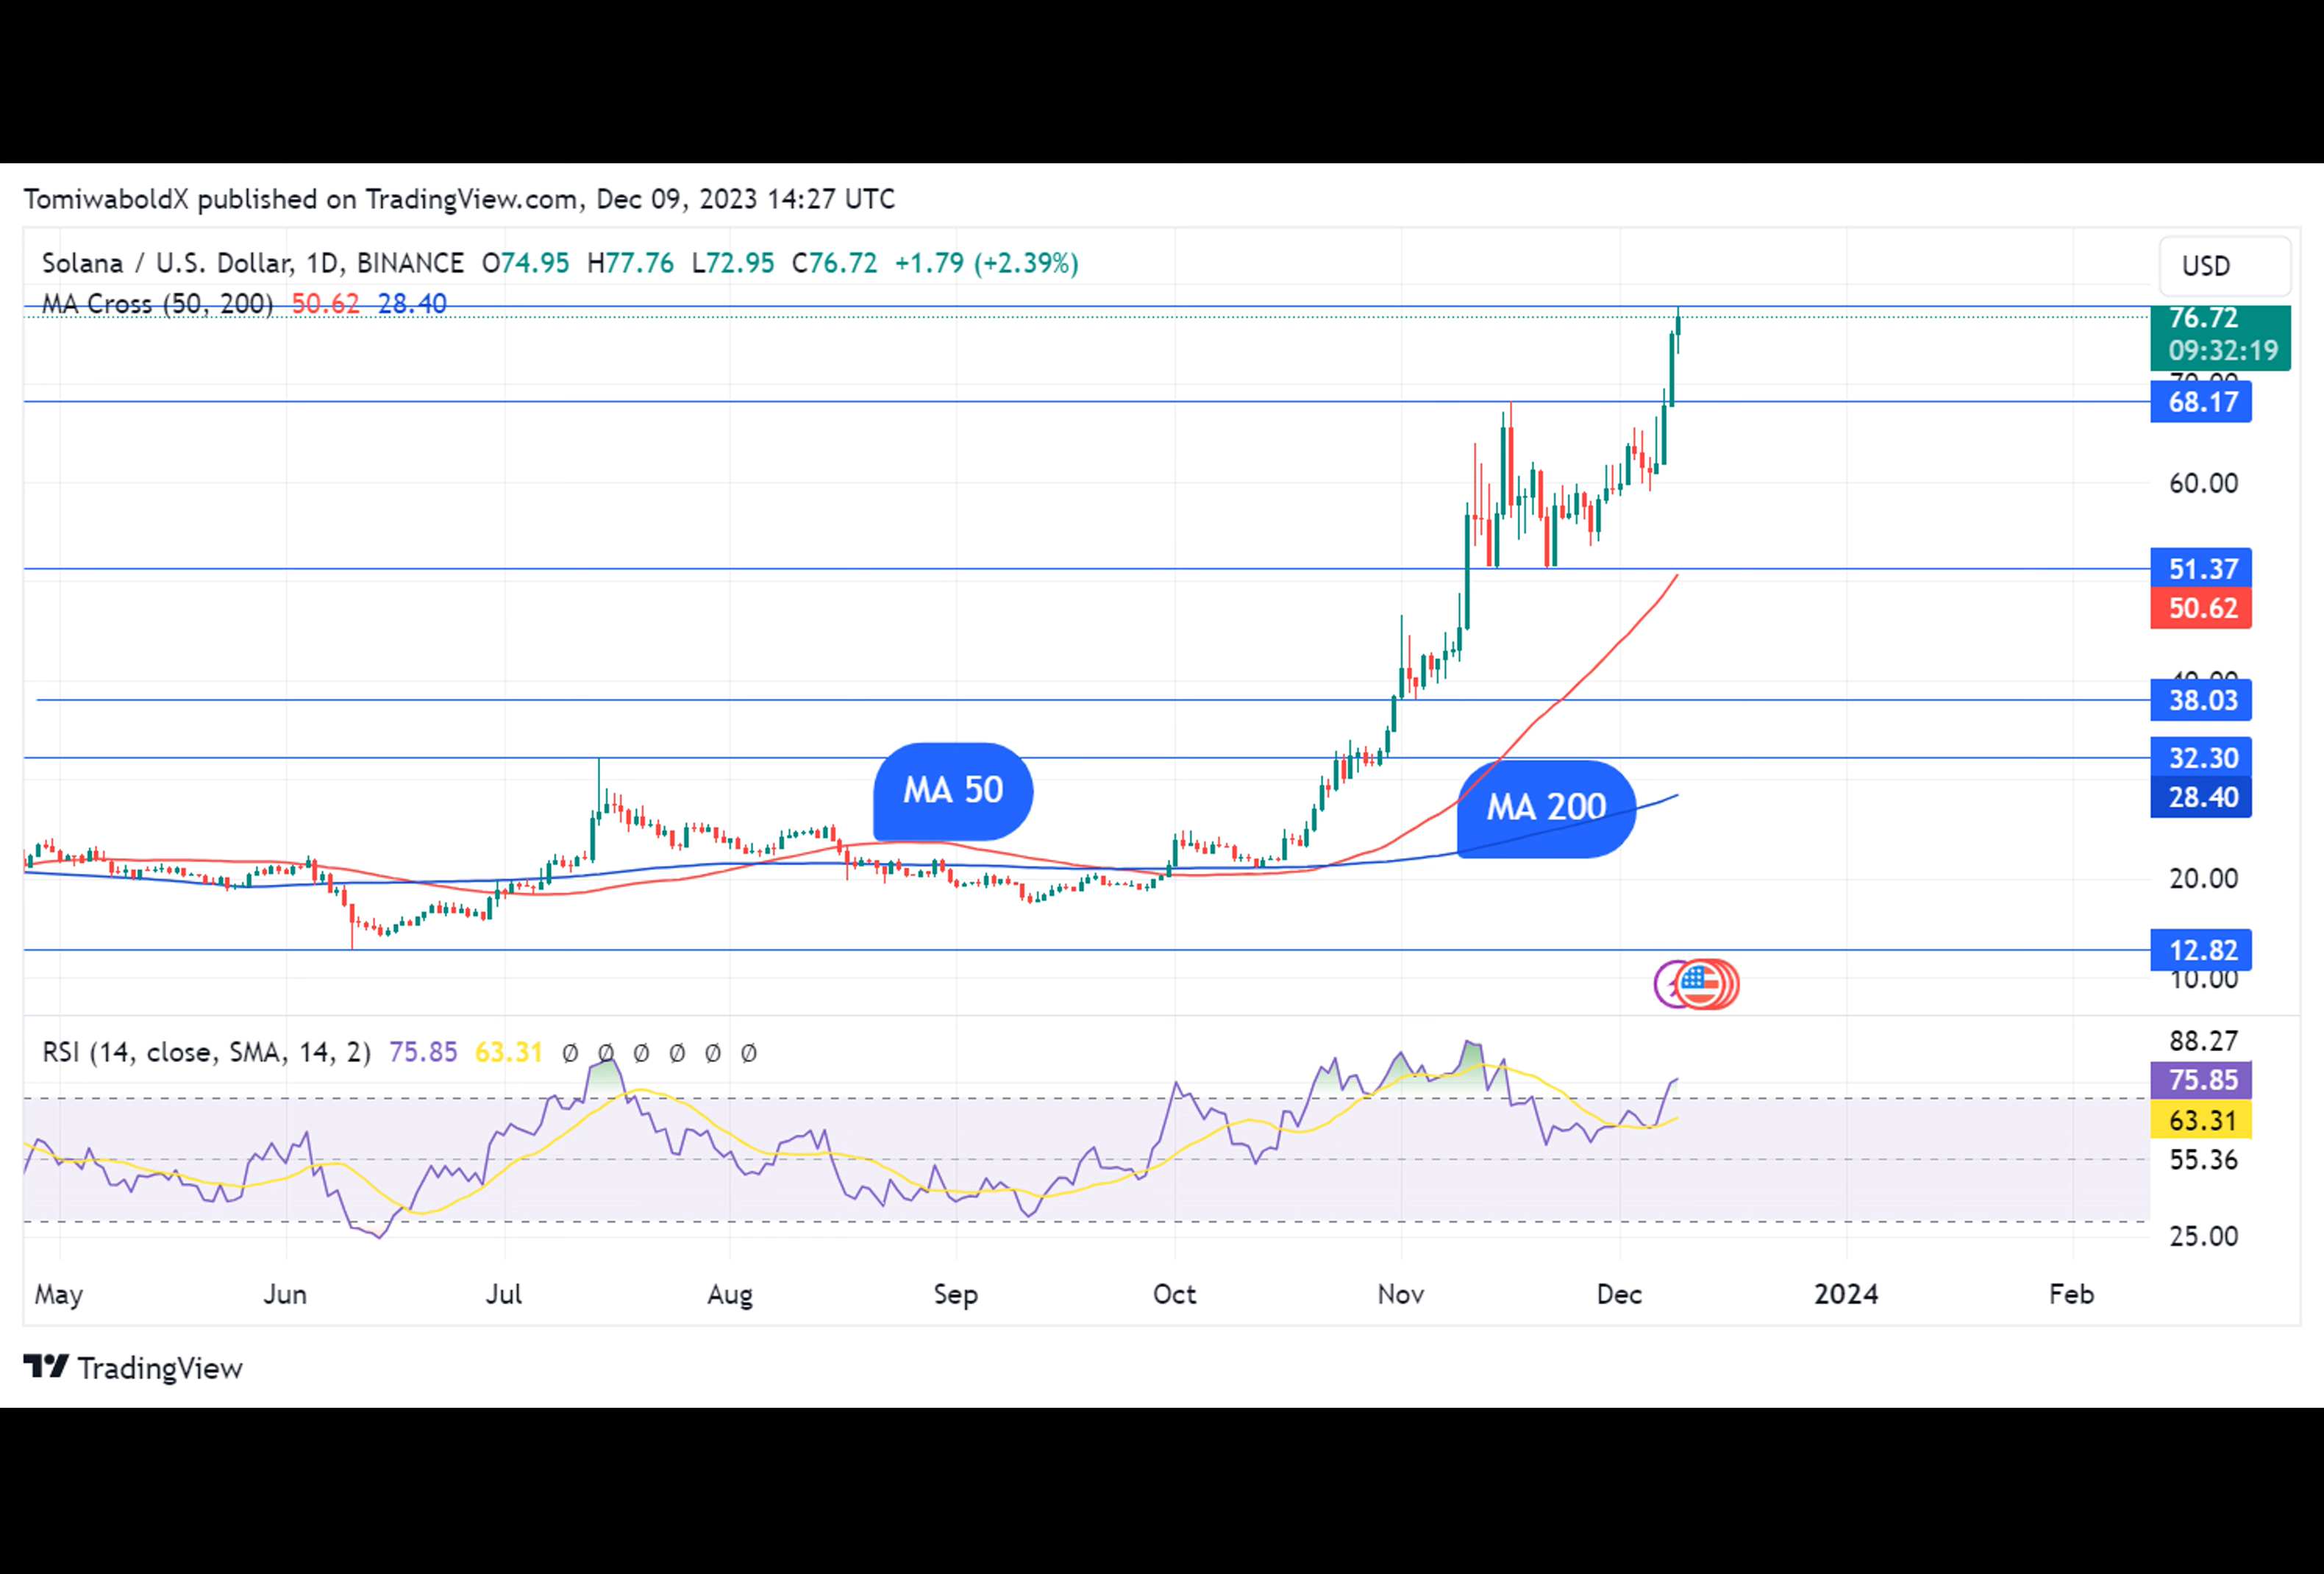 TomiwaboldX published on TradingView.com, Dec 09, 2023 14:27 UTC
Solana / U.S. Dollar, 1D, BINANCE O74.95 H77.76 L72.95 C76.72 +1.79 (+2.39%)
USD
MA Cross (50, 200) 50.62 28.40
76.72
09:32:19
70.00
68.17
60.00
51.37
50.62
40.00
38.03
32.30
MA 50
MA 200
28.40
20.00
12.82
10.00
RSI (14, close, SMA, 14, 2) 75.85 63.31 ∅ ∅ ∅ ∅ ∅ ∅
88.27
75.85
63.31
55.36
25.00
May Jun Jul Aug Sep Oct Nov Dec 2024 Feb
TradingView